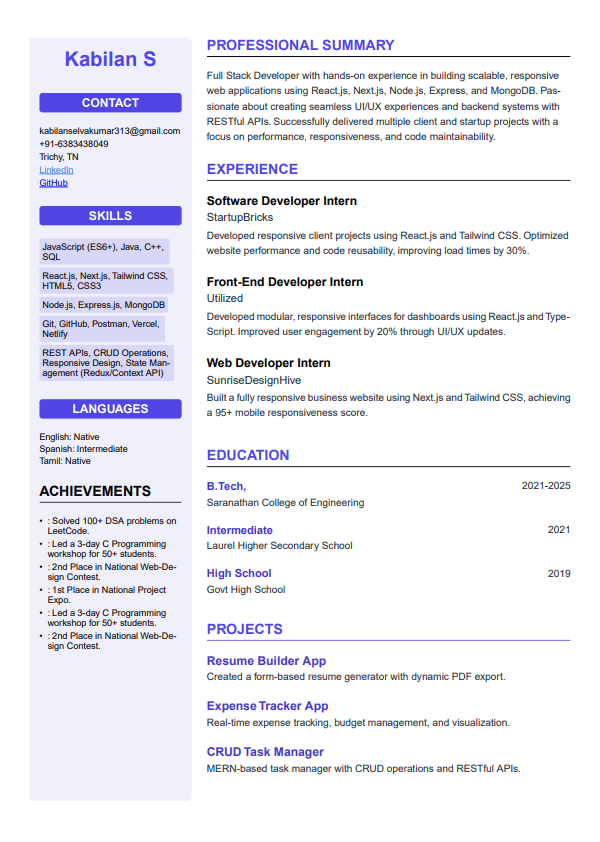 Kabilan S
CONTACT
kabilanselvakumar313@gmail.com
+91-6383438049
Trichy, TN
LinkedIn
GitHub
SKILLS
JavaScript (ES6+), Java, C++,
SQL
React.js, Next.js, Tailwind CSS,
HTML5, CSS3
Node.js, Express.js, MongoDB
Git, GitHub, Postman, Vercel,
Netlify
REST APIs, CRUD Operations,
Responsive Design, State Man-
agement (Redux/Context API)
LANGUAGES
English: Native
Spanish: Intermediate
Tamil: Native
ACHIEVEMENTS
• : Solved 100+ DSA problems on
LeetCode.
• : Led a 3-day C Programming
workshop for 50+ students.
• : 2nd Place in National Web-De-
sign Contest.
• : 1st Place in National Project
Expo.
• : Led a 3-day C Programming
workshop for 50+ students.
• : 2nd Place in National Web-De-
sign Contest.
PROFESSIONAL SUMMARY
Full Stack Developer with hands-on experience in building scalable, responsive
web applications using React.js, Next.js, Node.js, Express, and MongoDB. Pas-
sionate about creating seamless UI/UX experiences and backend systems with
RESTful APIs. Successfully delivered multiple client and startup projects with a
focus on performance, responsiveness, and code maintainability.
EXPERIENCE
Software Developer Intern
StartupBricks
Developed responsive client projects using React.js and Tailwind CSS. Optimized
website performance and code reusability, improving load times by 30%.
Front-End Developer Intern
Utilized
Developed modular, responsive interfaces for dashboards using React.js and Type-
Script. Improved user engagement by 20% through UI/UX updates.
Web Developer Intern
SunriseDesignHive
Built a fully responsive business website using Next.js and Tailwind CSS, achieving
a 95+ mobile responsiveness score.
EDUCATION
B.Tech, 2021-2025
Saranathan College of Engineering
Intermediate 2021
Laurel Higher Secondary School
High School 2019
Govt High School
PROJECTS
Resume Builder App
Created a form-based resume generator with dynamic PDF export.
Expense Tracker App
Real-time expense tracking, budget management, and visualization.
CRUD Task Manager
MERN-based task manager with CRUD operations and RESTful APIs.